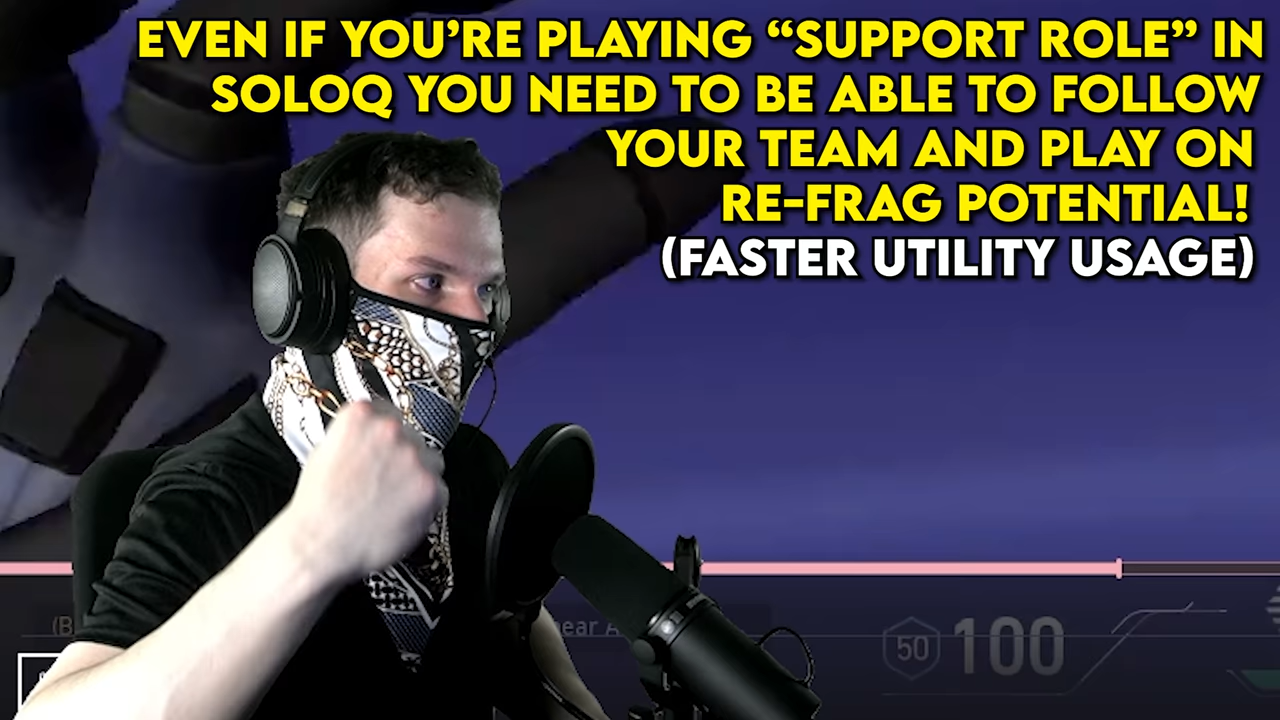 EVEN IF YOU’RE PLAYING “SUPPORT ROLE” IN
SOLOQ YOU NEED TO BE ABLE TO FOLLOW
YOUR TEAM AND PLAY ON
RE-FRAG POTENTIAL!
(FASTER UTILITY USAGE)
50 100